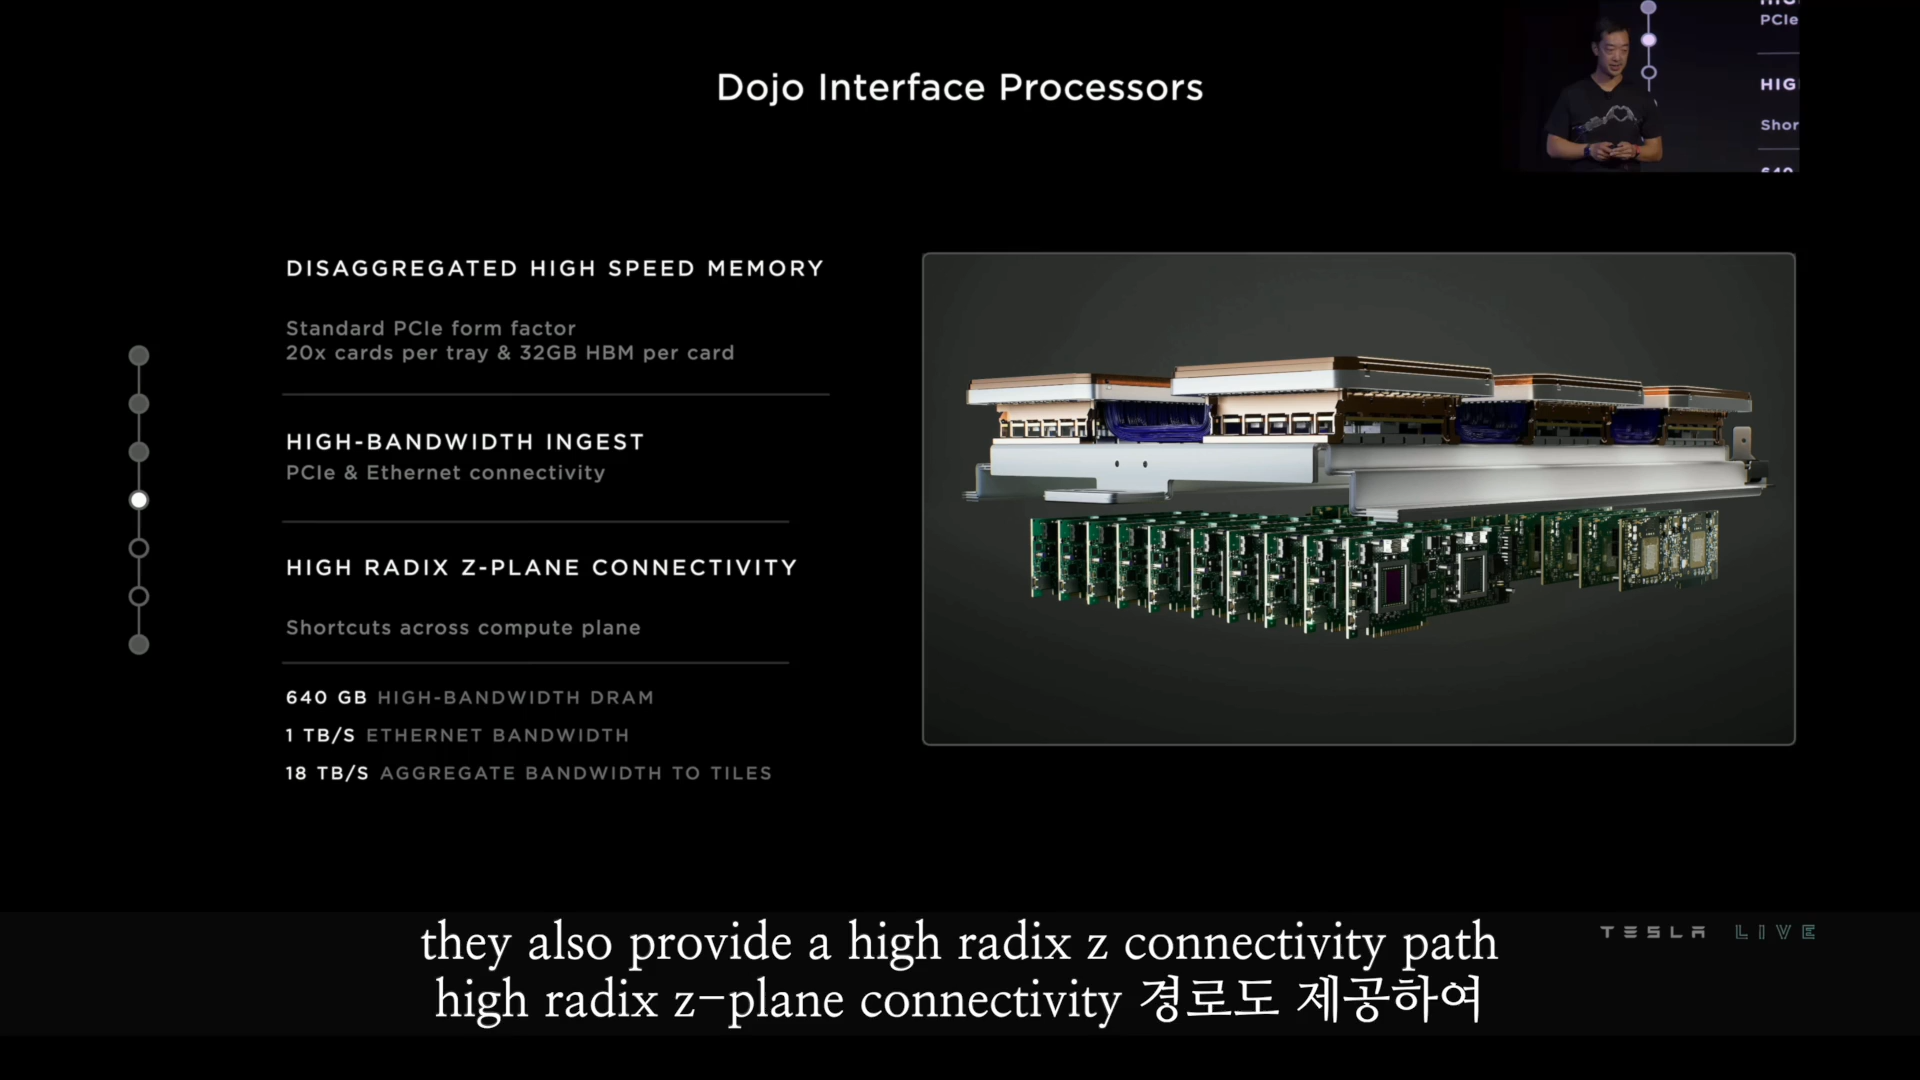 Dojo Interface Processors
PCIe
HIG
Shor
DISAGGREGATED HIGH SPEED MEMORY
Standard PCIe form factor
20x cards per tray & 32GB HBM per card
HIGH-BANDWIDTH INGEST
PCIe & Ethernet connectivity
HIGH RADIX Z-PLANE CONNECTIVITY
Shortcuts across compute plane
640 GB HIGH-BANDWIDTH DRAM
1 TB/S ETHERNET BANDWIDTH
18 TB/S AGGREGATE BANDWIDTH TO TILES
they also provide a high radix z connectivity path
high radix z-plane connectivity 경로도 제공하여
TESLA LIVE